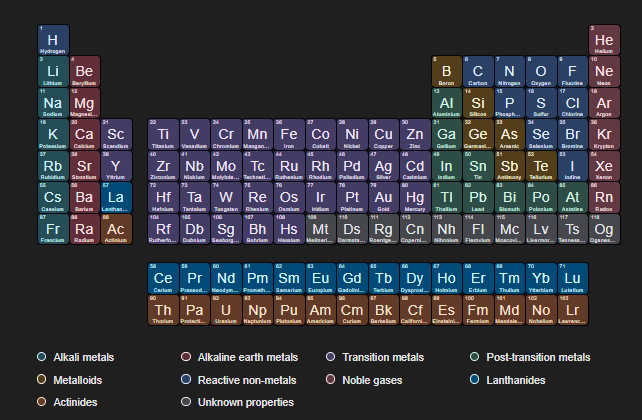 1 2
H He
Hydrogen Helium
3 4 5 6 7 8 9 10
Li Be B C N O F Ne
Lithium Beryllium Boron Carbon Nitrogen Oxygen Fluorine Neon
11 12 13 14 15 16 17 18
Na Mg Al Si P S Cl Ar
Sodium Magnesi... Aluminium Silicon Phosph... Sulfur Chlorine Argon
19 20 21 22 23 24 25 26 27 28 29 30 31 32 33 34 35 36
K Ca Sc Ti V Cr Mn Fe Co Ni Cu Zn Ga Ge As Se Br Kr
Potassium Calcium Scandium Titanium Vanadium Chromium Mangan... Iron Cobalt Nickel Copper Zinc Gallium Germani... Arsenic Selenium Bromine Krypton
37 38 39 40 41 42 43 44 45 46 47 48 49 50 51 52 53 54
Rb Sr Y Zr Nb Mo Tc Ru Rh Pd Ag Cd In Sn Sb Te I Xe
Rubidium Strontium Yttrium Zirconium Niobium Molybde... Techneti... Ruthenium Rhodium Palladium Silver Cadmium Indium Tin Antimony Tellurium Iodine Xenon
55 56 57 72 73 74 75 76 77 78 79 80 81 82 83 84 85 86
Cs Ba La Hf Ta W Re Os Ir Pt Au Hg Tl Pb Bi Po At Rn
Caesium Barium Lanthan... Hafnium Tantalum Tungsten Rhenium Osmium Iridium Platinum Gold Mercury Thallium Lead Bismuth Polonium Astatine Radon
87 88 89 104 105 106 107 108 109 110 111 112 113 114 115 116 117 118
Fr Ra Ac Rf Db Sg Bh Hs Mt Ds Rg Cn Nh Fl Mc Lv Ts Og
Francium Radium Actinium Rutherfo... Dubnium Seaborg... Bohrium Hassium Meitneri... Darmsta... Roentge... Coperni... Nihonium Flerovium Moscovi... Livermor... Tenness... Oganes...
58 59 60 61 62 63 64 65 66 67 68 69 70 71
Ce Pr Nd Pm Sm Eu Gd Tb Dy Ho Er Tm Yb Lu
Cerium Praseod... Neodym... Prometh... Samarium Europium Gadolini... Terbium Dysprosi... Holmium Erbium Thulium Ytterbium Lutetium
90 91 92 93 94 95 96 97 98 99 100 101 102 103
Th Pa U Np Pu Am Cm Bk Cf Es Fm Md No Lr
Thorium Protacti... Uranium Neptunium Plutonium Americium Curium Berkelium Californi... Einsteini... Fermium Mendele... Nobelium Lawrenc...
Alkali metals Alkaline earth metals Transition metals Post-transition metals
Metalloids Reactive non-metals Noble gases Lanthanides
Actinides Unknown properties